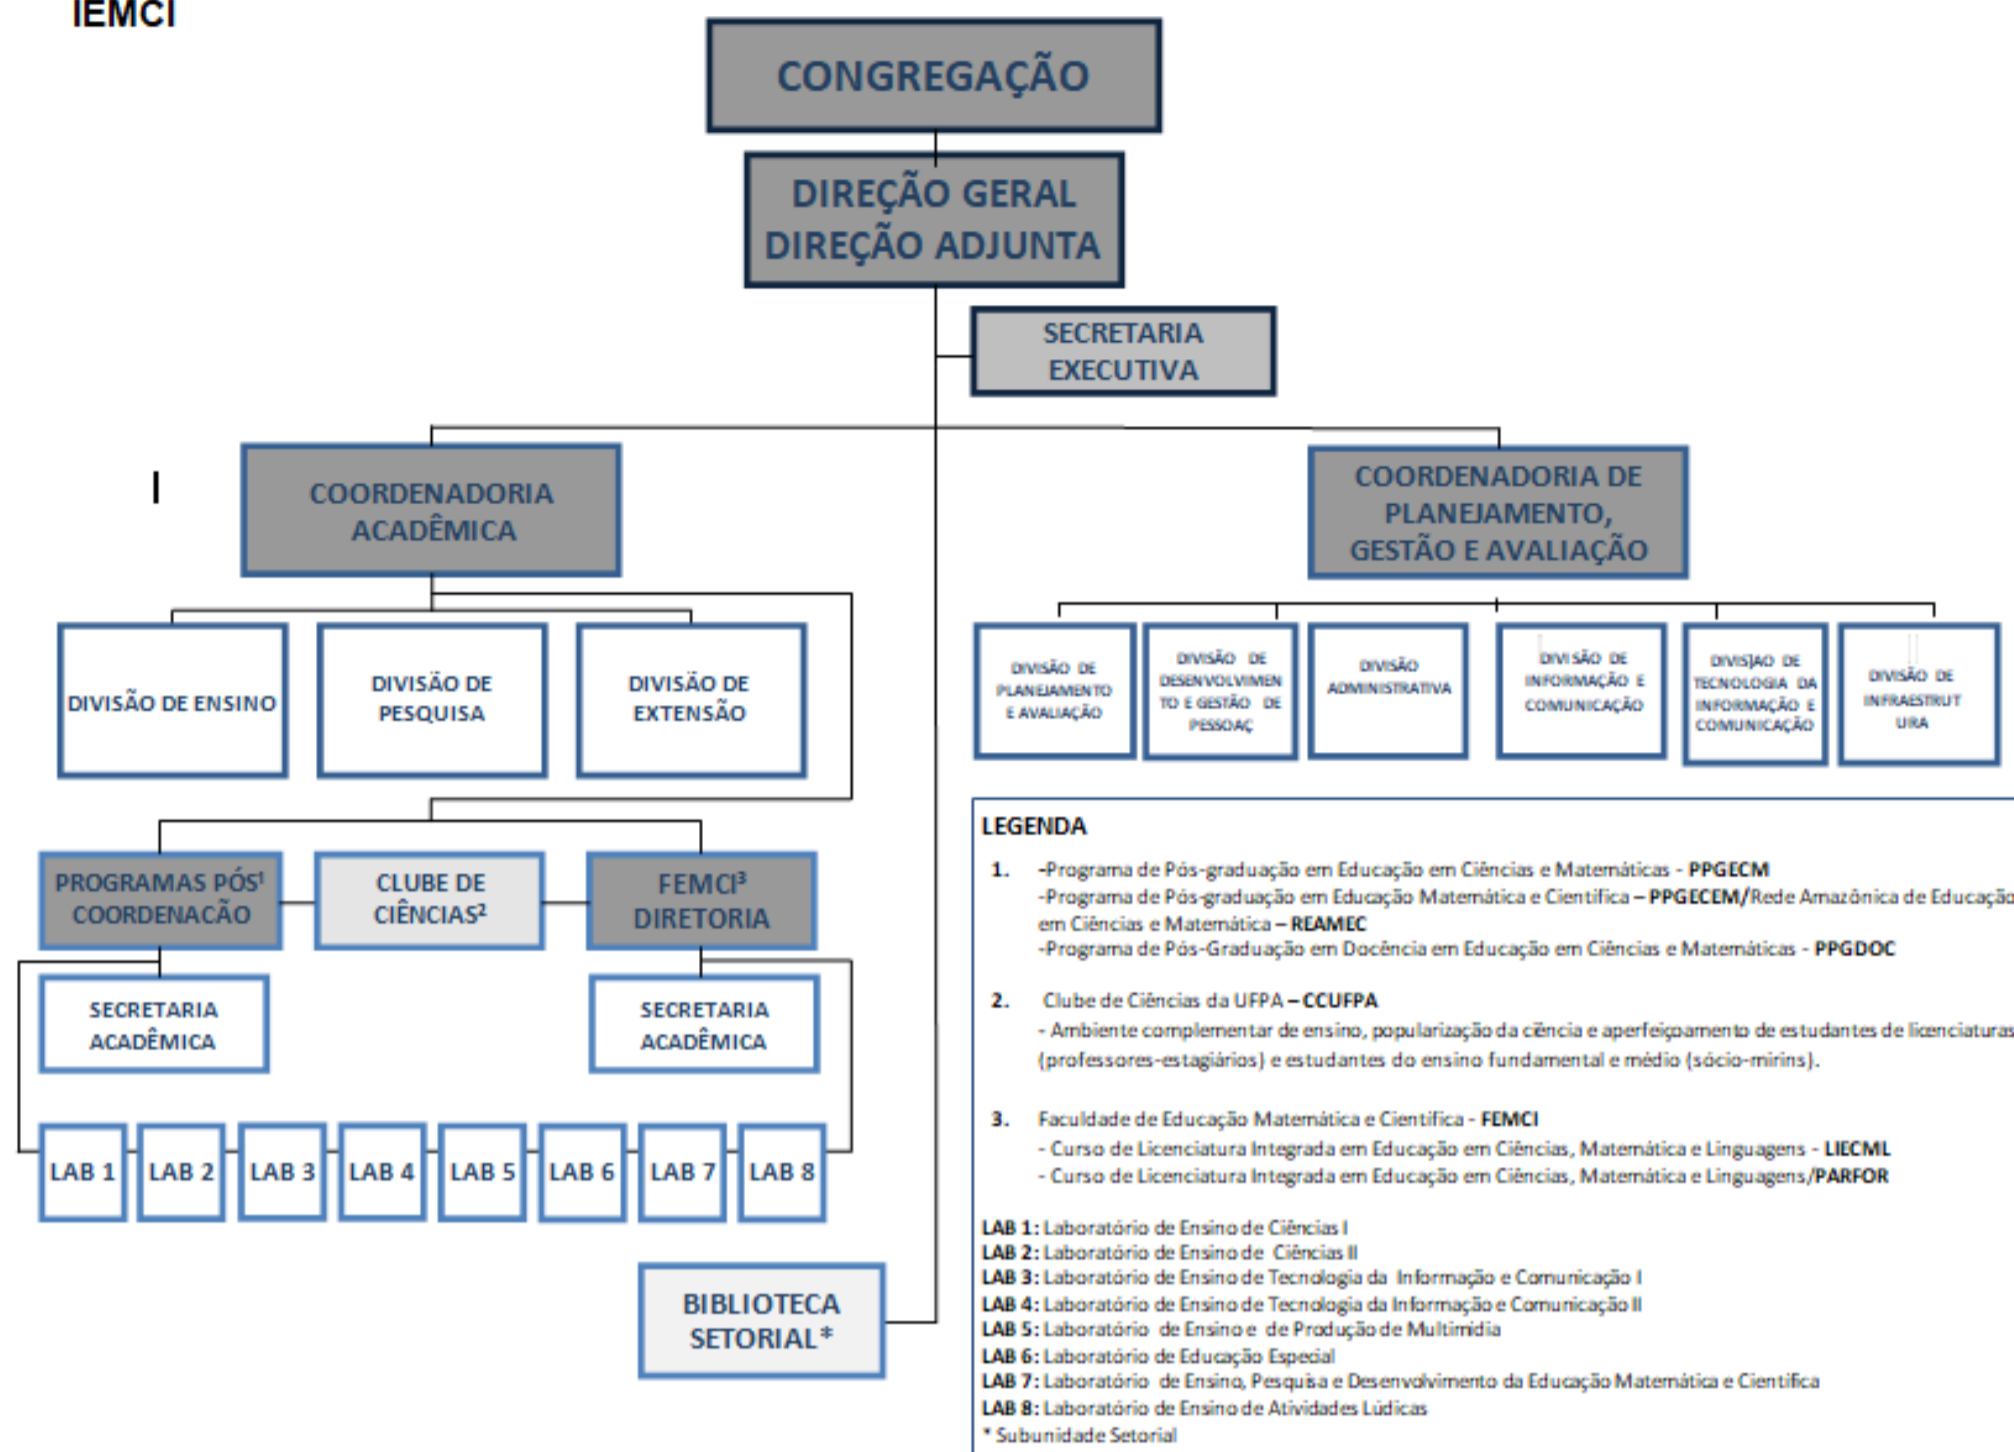 IEMCI
CONGREGAÇÃO
DIREÇÃO GERAL
DIREÇÃO ADJUNTA
SECRETARIA
EXECUTIVA
I
COORDENADORIA
ACADÊMICA
COORDENADORIA DE
PLANEJAMENTO,
GESTÃO E AVALIAÇÃO
DIVISÃO DE ENSINO
DIVISÃO DE
PESQUISA
DIVISÃO DE
EXTENSÃO
DIVISÃO DE
PLANEJAMENTO
E AVALIAÇÃO
DIVISÃO DE
DESENVOLVIMEN
TO E GESTÃO DE
PESSOAÇ
DIVISÃO
ADMINISTRATIVA
DIVISÃO DE
INFORMAÇÃO E
COMUNICAÇÃO
DIVISJAO DE
TECNOLOGIA DA
INFORMAÇÃO E
COMUNICAÇÃO
DIVISÃO DE
INFRAESTRUT
URA
PROGRAMAS PÓS¹
COORDENACÃO
CLUBE DE
CIÊNCIAS²
FEMCI³
DIRETORIA
SECRETARIA
ACADÊMICA
SECRETARIA
ACADÊMICA
LAB 1
LAB 2
LAB 3
LAB 4
LAB 5
LAB 6
LAB 7
LAB 8
BIBLIOTECA
SETORIAL*
LEGENDA
1. -Programa de Pós-graduação em Educação em Ciências e Matemáticas - PPGECM
-Programa de Pós-graduação em Educação Matemática e Científica – PPGECEM/Rede Amazônica de Educação
em Ciências e Matemática – REAMEC
-Programa de Pós-Graduação em Docência em Educação em Ciências e Matemáticas - PPGDOC
2. Clube de Ciências da UFPA – CCUFPA
- Ambiente complementar de ensino, popularização da ciência e aperfeiçoamento de estudantes de licenciaturas
(professores-estagiários) e estudantes do ensino fundamental e médio (sócio-mirins).
3. Faculdade de Educação Matemática e Científica - FEMCI
- Curso de Licenciatura Integrada em Educação em Ciências, Matemática e Linguagens - LIECML
- Curso de Licenciatura Integrada em Educação em Ciências, Matemática e Linguagens/PARFOR
LAB 1: Laboratório de Ensino de Ciências I
LAB 2: Laboratório de Ensino de Ciências II
LAB 3: Laboratório de Ensino de Tecnologia da Informação e Comunicação I
LAB 4: Laboratório de Ensino de Tecnologia da Informação e Comunicação II
LAB 5: Laboratório de Ensino e de Produção de Multimidia
LAB 6: Laboratório de Educação Especial
LAB 7: Laboratório de Ensino, Pesquisa e Desenvolvimento da Educação Matemática e Científica
LAB 8: Laboratório de Ensino de Atividades Lúdicas
* Subunidade Setorial